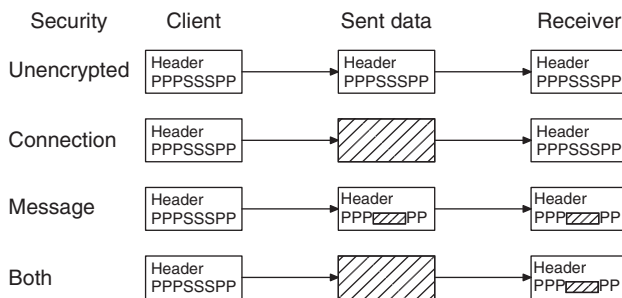 Security Client Sent data Receiver
Unencrypted
Header
PPPSSSPP
Header
PPPSSSPP
Header
PPPSSSPP
Connection
Header
PPPSSSPP
Header
PPPSSSPP
Message
Header
PPPSSSPP
Header
PPP PP
Header
PPP PP
Both
Header
PPPSSSPP
Header
PPP PP